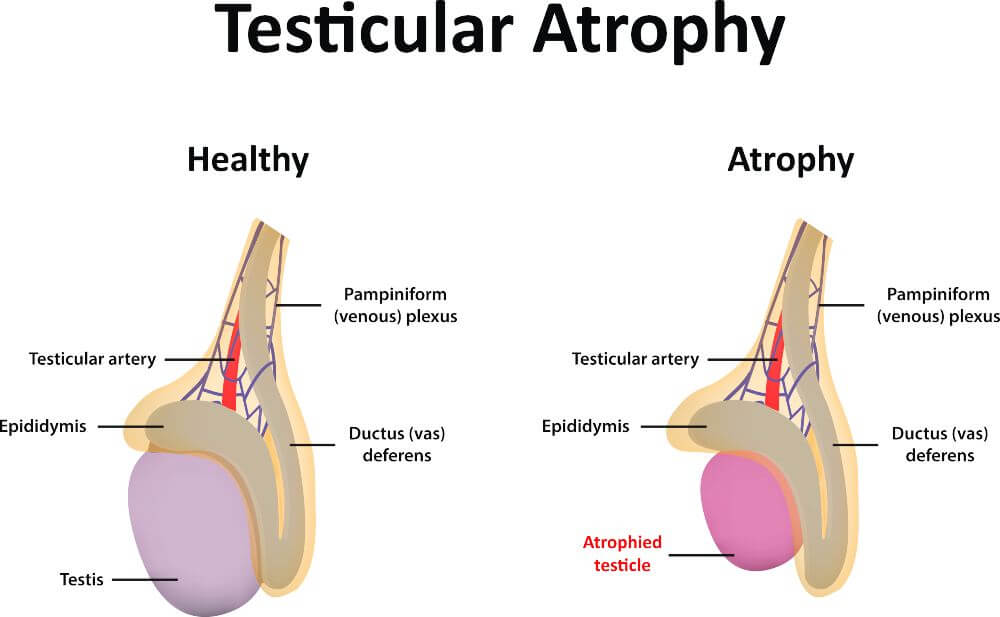 Testicular Atrophy
Healthy
Pampiniform
(venous) plexus
Testicular artery
Epididymis
Ductus (vas)
deferens
Testis
Atrophy
Pampiniform
(venous) plexus
Testicular artery
Epididymis
Ductus (vas)
deferens
Atrophied
testicle